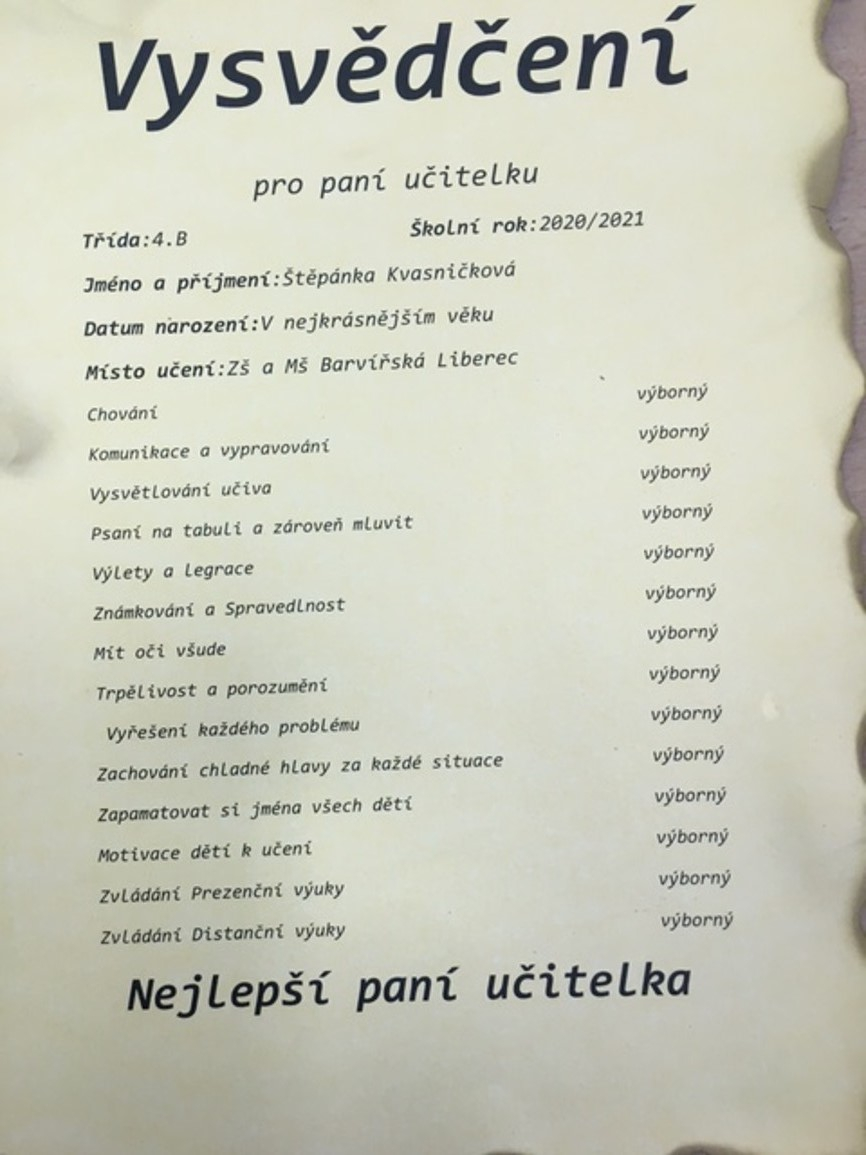 Vysvědčení
pro paní učitelku
Třída:4.B Školní rok:2020/2021
Jméno a příjmení:Štěpánka Kvasničková
Datum narození:V nejkrásnějším věku
Místo učení:Zš a Mš Barvířská Liberec
Chování výborný
Komunikace a vypravování výborný
Vysvětlování učiva výborný
Psaní na tabuli a zároveň mluvit výborný
Výlety a legrace výborný
Známkování a Spravedlnost výborný
Mít oči všude výborný
Trpělivost a porozumění výborný
Vyřešení každého problému výborný
Zachování chladné hlavy za každé situace výborný
Zapamatovat si jména všech dětí výborný
Motivace dětí k učení výborný
Zvládání Prezenční výuky výborný
Zvládání Distanční výuky výborný
Nejlepší paní učitelka